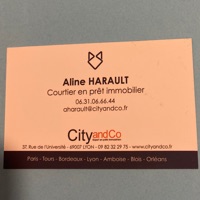 Aline HARAULT
Courtier en prêt immobilier
06.31.06.66.44
aharault@cityandco.fr
CityandCo
37, Rue de l'Université - 69007 LYON - 09 82 32 29 75 - www.cityandco.fr
Paris - Tours - Bordeaux - Lyon - Amboise - Blois - Orléans